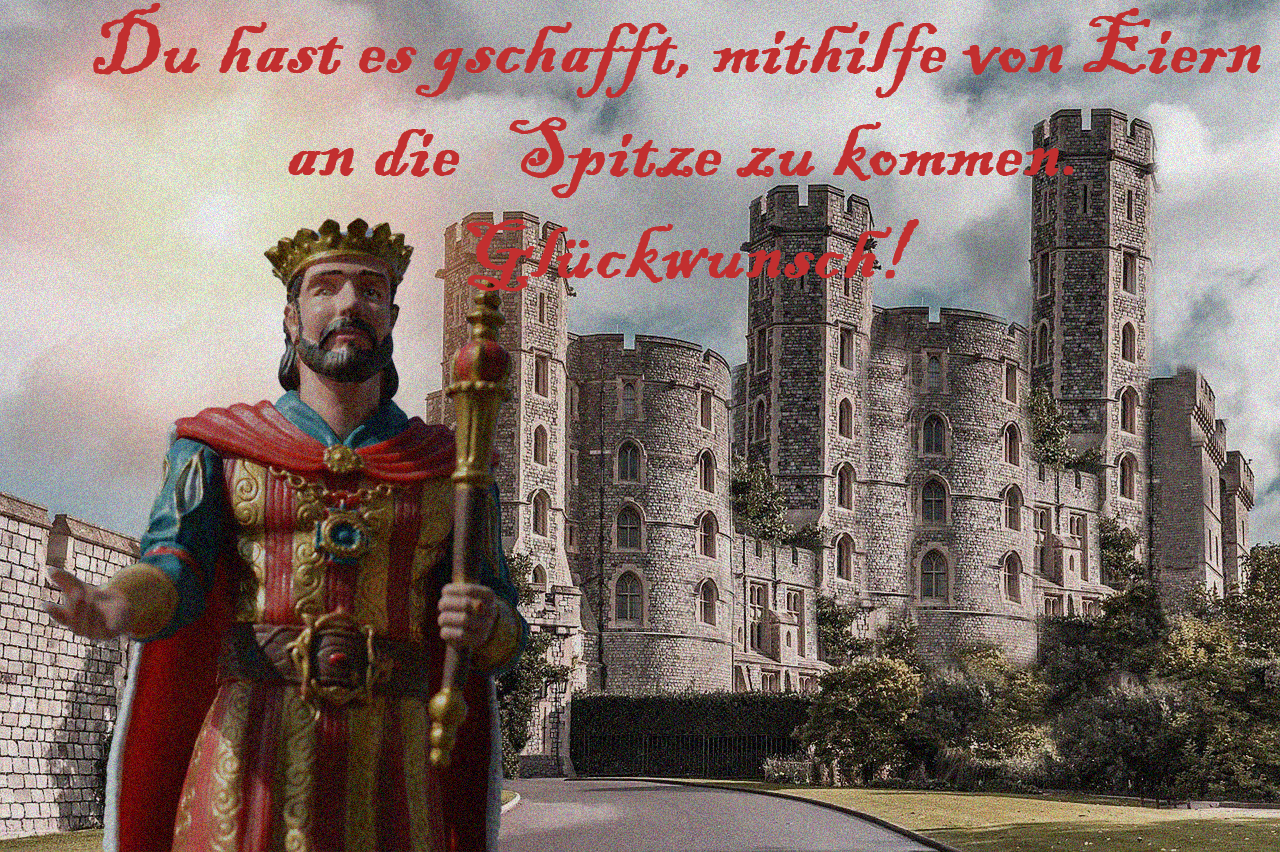 Du hast es gschafft, mithilfe von Eiern
an die Spitze zu kommen.
Glückwunsch!